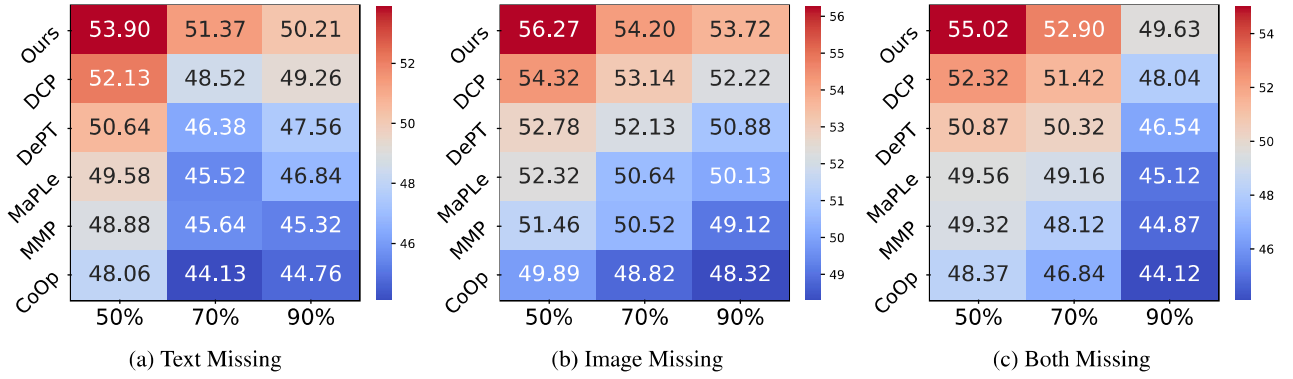 Ours 53.90 51.37 50.21
DCP 52.13 48.52 49.26
DePT 50.64 46.38 47.56
MaPLe 49.58 45.52 46.84
MMP 48.88 45.64 45.32
CoOp 48.06 44.13 44.76
50% 70% 90%
52
50
48
46
(a) Text Missing
Ours 56.27 54.20 53.72
DCP 54.32 53.14 52.22
DePT 52.78 52.13 50.88
MaPLe 52.32 50.64 50.13
MMP 51.46 50.52 49.12
CoOp 49.89 48.82 48.32
50% 70% 90%
56
55
54
53
52
51
50
49
(b) Image Missing
Ours 55.02 52.90 49.63
DCP 52.32 51.42 48.04
DePT 50.87 50.32 46.54
MaPLe 49.56 49.16 45.12
MMP 49.32 48.12 44.87
CoOp 48.37 46.84 44.12
50% 70% 90%
54
52
50
48
46
(c) Both Missing